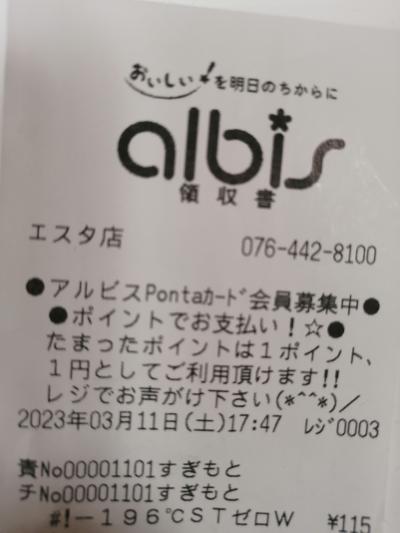 おいしい！を明日のちからに
albis
領収書
エスタ店 076-442-8100
●アルビスPontaカード会員募集中●
●ポイントでお支払い！☆●
たまったポイントは１ポイント、
１円としてご利用頂けます!!
レジでお声がけ下さい(*^^*)／
2023年03月11日(土)17:47 レジ0003
責No00001101すぎもと
チNo00001101すぎもと
#!－１９６℃ＳＴゼロＷ ¥115